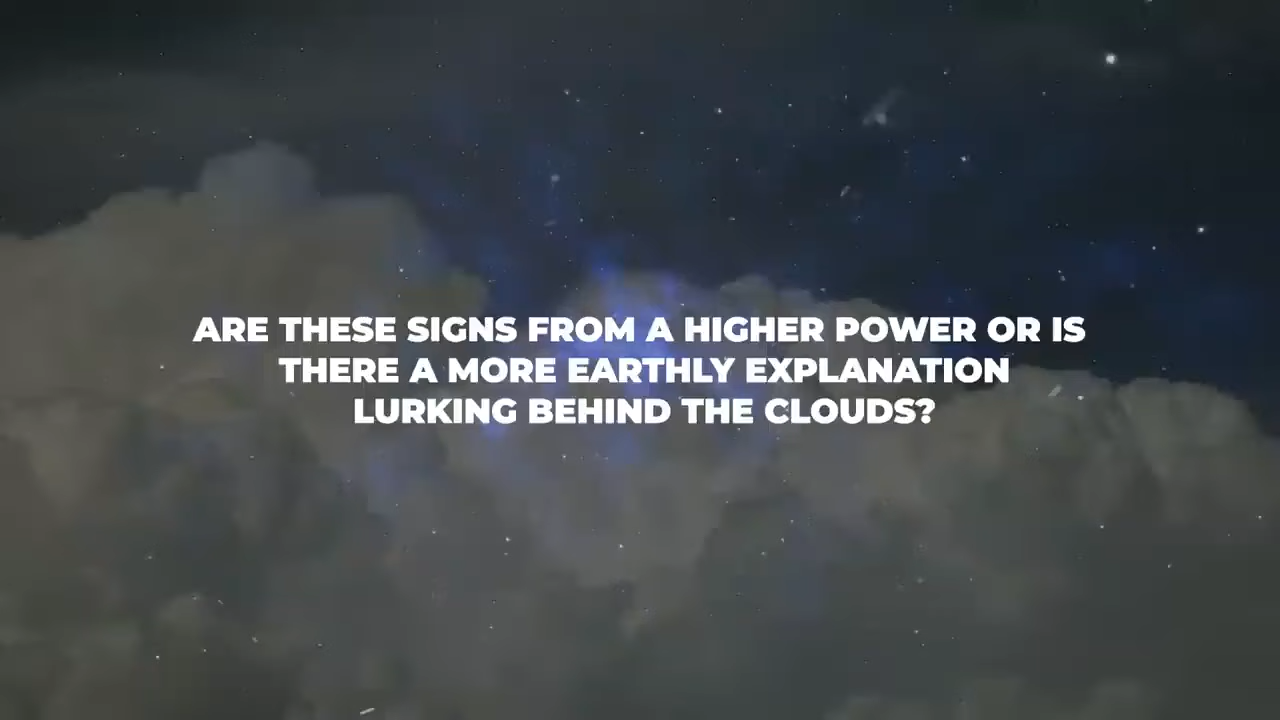 ARE THESE SIGNS FROM A HIGHER POWER OR IS
THERE A MORE EARTHLY EXPLANATION
LURKING BEHIND THE CLOUDS?